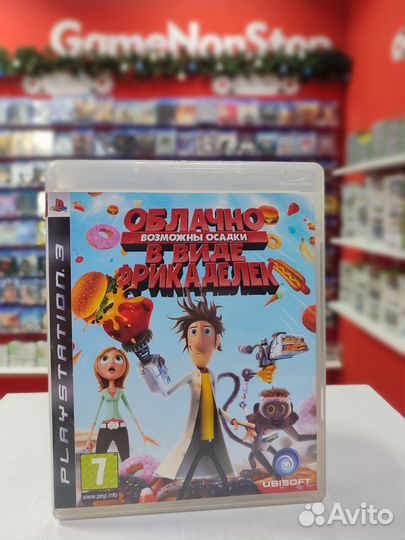 GameNonStop
PLAYSTATION 3
ОБЛАЧНО
ВОЗМОЖНЫ ОСАДКИ
В ВИДЕ
ФРИКАДЕЛЕК
7
www.pegi.info
UBISOFT
Avito